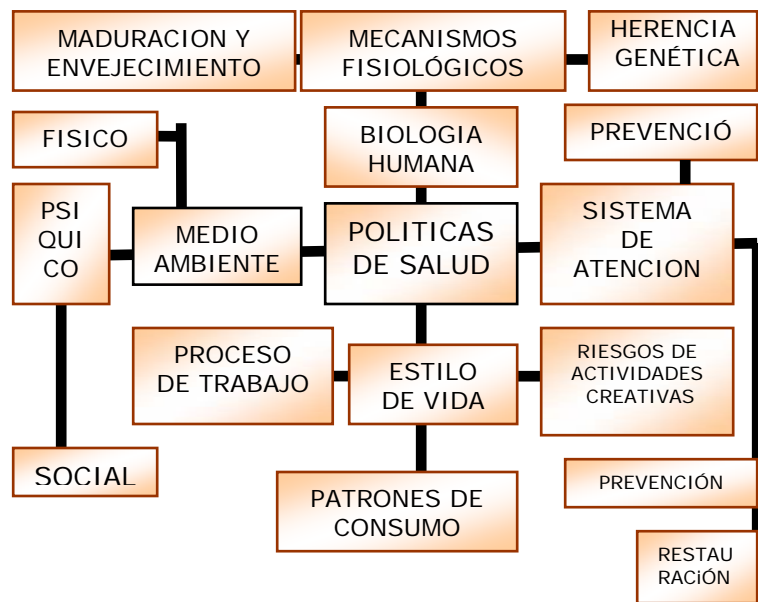 MADURACION Y
ENVEJECIMIENTO
MECANISMOS
FISIOLÓGICOS
HERENCIA
GENÉTICA
FISICO
BIOLOGIA
HUMANA
PREVENCIÓ
PSI
QUI
CO
MEDIO
AMBIENTE
POLITICAS
DE SALUD
SISTEMA
DE
ATENCION
PROCESO
DE TRABAJO
ESTILO
DE VIDA
RIESGOS DE
ACTIVIDADES
CREATIVAS
SOCIAL
PATRONES DE
CONSUMO
PREVENCIÓN
RESTAU
RACiÓN